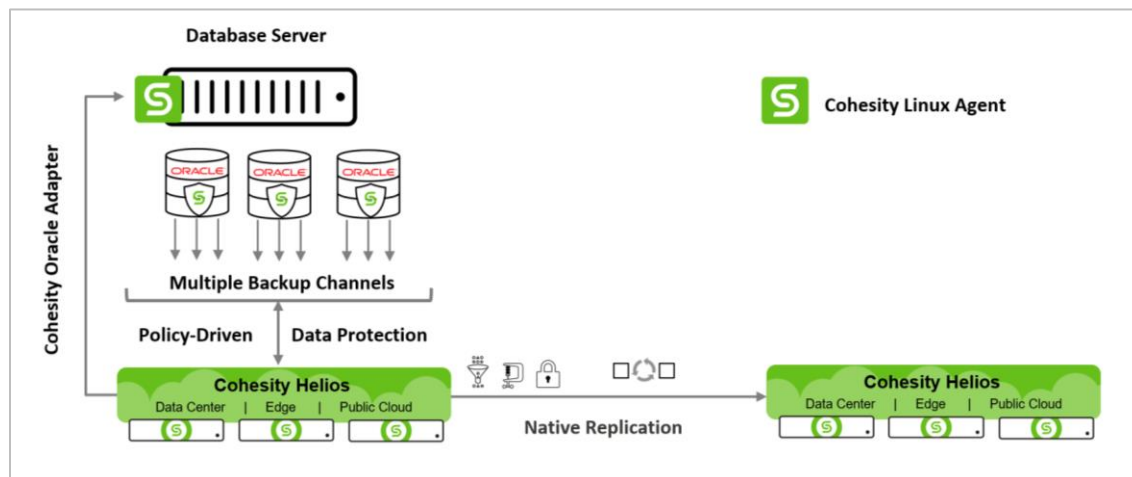 Database Server
Cohesity Linux Agent
Cohesity Oracle Adapter
ORACLE
ORACLE
ORACLE
Multiple Backup Channels
Policy-Driven
Data Protection
Cohesity Helios
Data Center | Edge | Public Cloud
Native Replication
Cohesity Helios
Data Center | Edge | Public Cloud